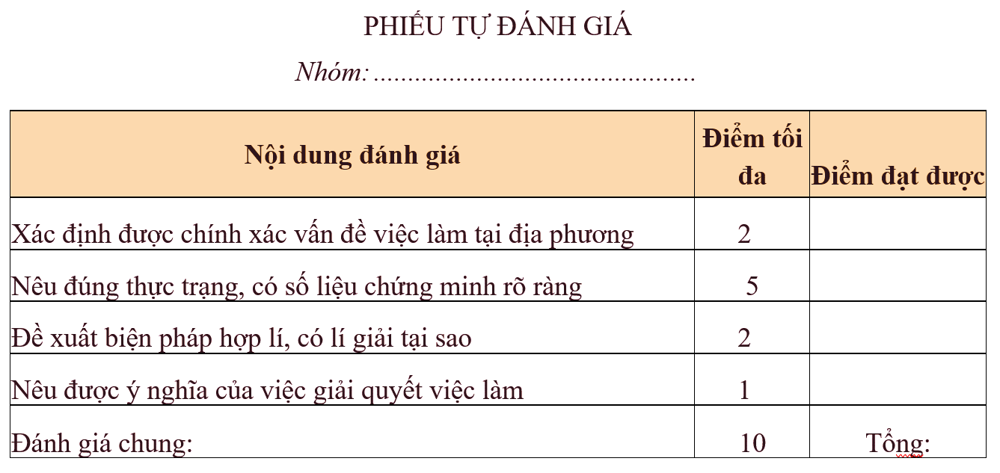 PHIẾU TỰ ĐÁNH GIÁ
Nhóm: ...............................................
Nội dung đánh giá
Điểm tối
đa
Điểm đạt được
Xác định được chính xác vấn đề việc làm tại địa phương
2
Nêu đúng thực trạng, có số liệu chứng minh rõ ràng
5
Đề xuất biện pháp hợp lí, có lí giải tại sao
2
Nêu được ý nghĩa của việc giải quyết việc làm
1
Đánh giá chung:
10
Tổng: